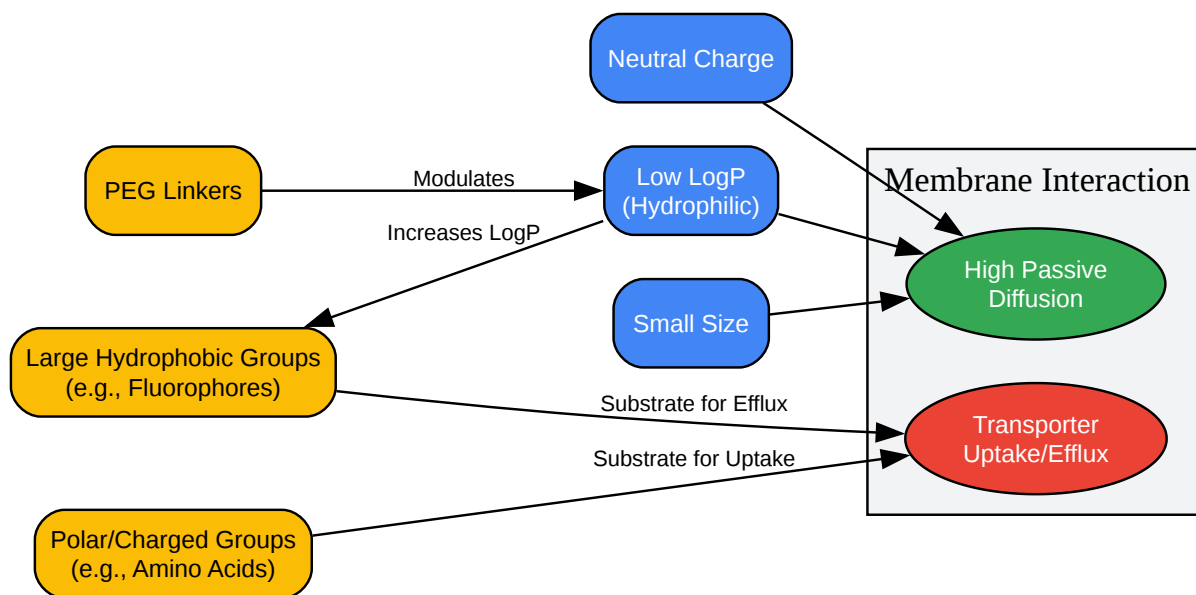 Neutral Charge
PEG Linkers
Modulates
Low LogP
(Hydrophilic)
Membrane Interaction
Increases LogP
High Passive
Diffusion
Small Size
Large Hydrophobic Groups
(e.g., Fluorophores)
Substrate for Efflux
Transporter
Uptake/Efflux
Substrate for Uptake
Polar/Charged Groups
(e.g., Amino Acids)